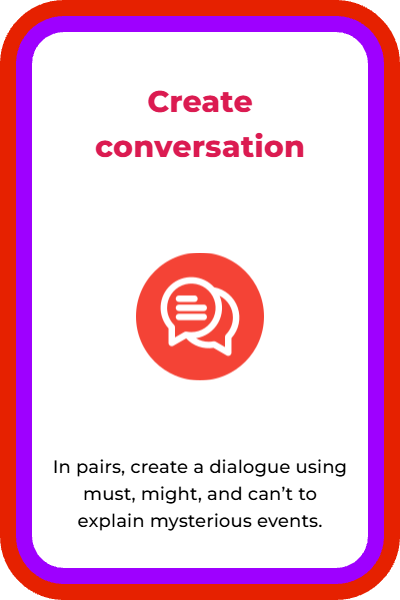 Create
conversation
In pairs, create a dialogue using
must, might, and can’t to
explain mysterious events.